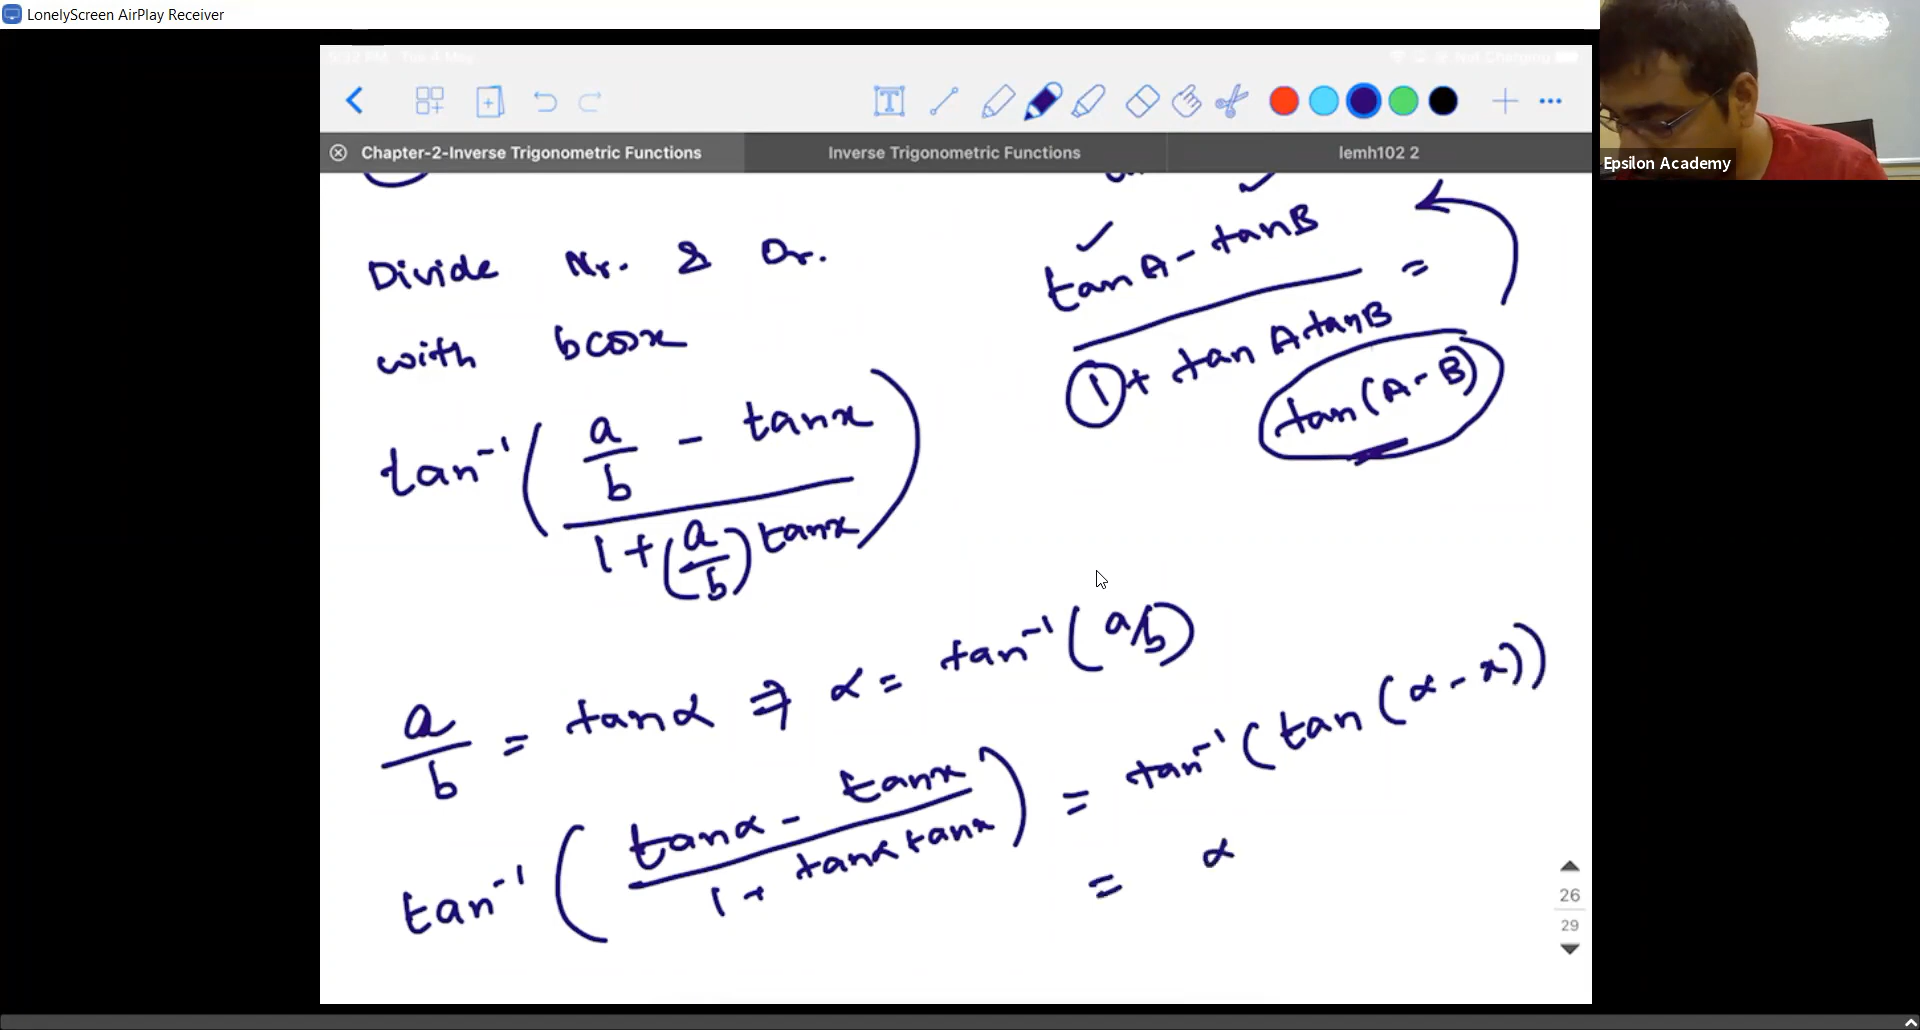 LonelyScreen AirPlay Receiver
Chapter-2-Inverse Trigonometric Functions
Inverse Trigonometric Functions
lemh102 2
Epsilon Academy
Divide Nr. & Dr.
with bcosx
tan⁻¹ ( (a/b - tanx) / (1 + (a/b) tanx) )
✓
✓
(tanA - tanB) / (1 + tanA tanB) =
tan(A-B)
a/b = tanα ⇒ α = tan⁻¹(a/b)
tan⁻¹ ( (tanα - tanx) / (1 + tanα tanx) ) = tan⁻¹(tan(α-x))
= α
26
29